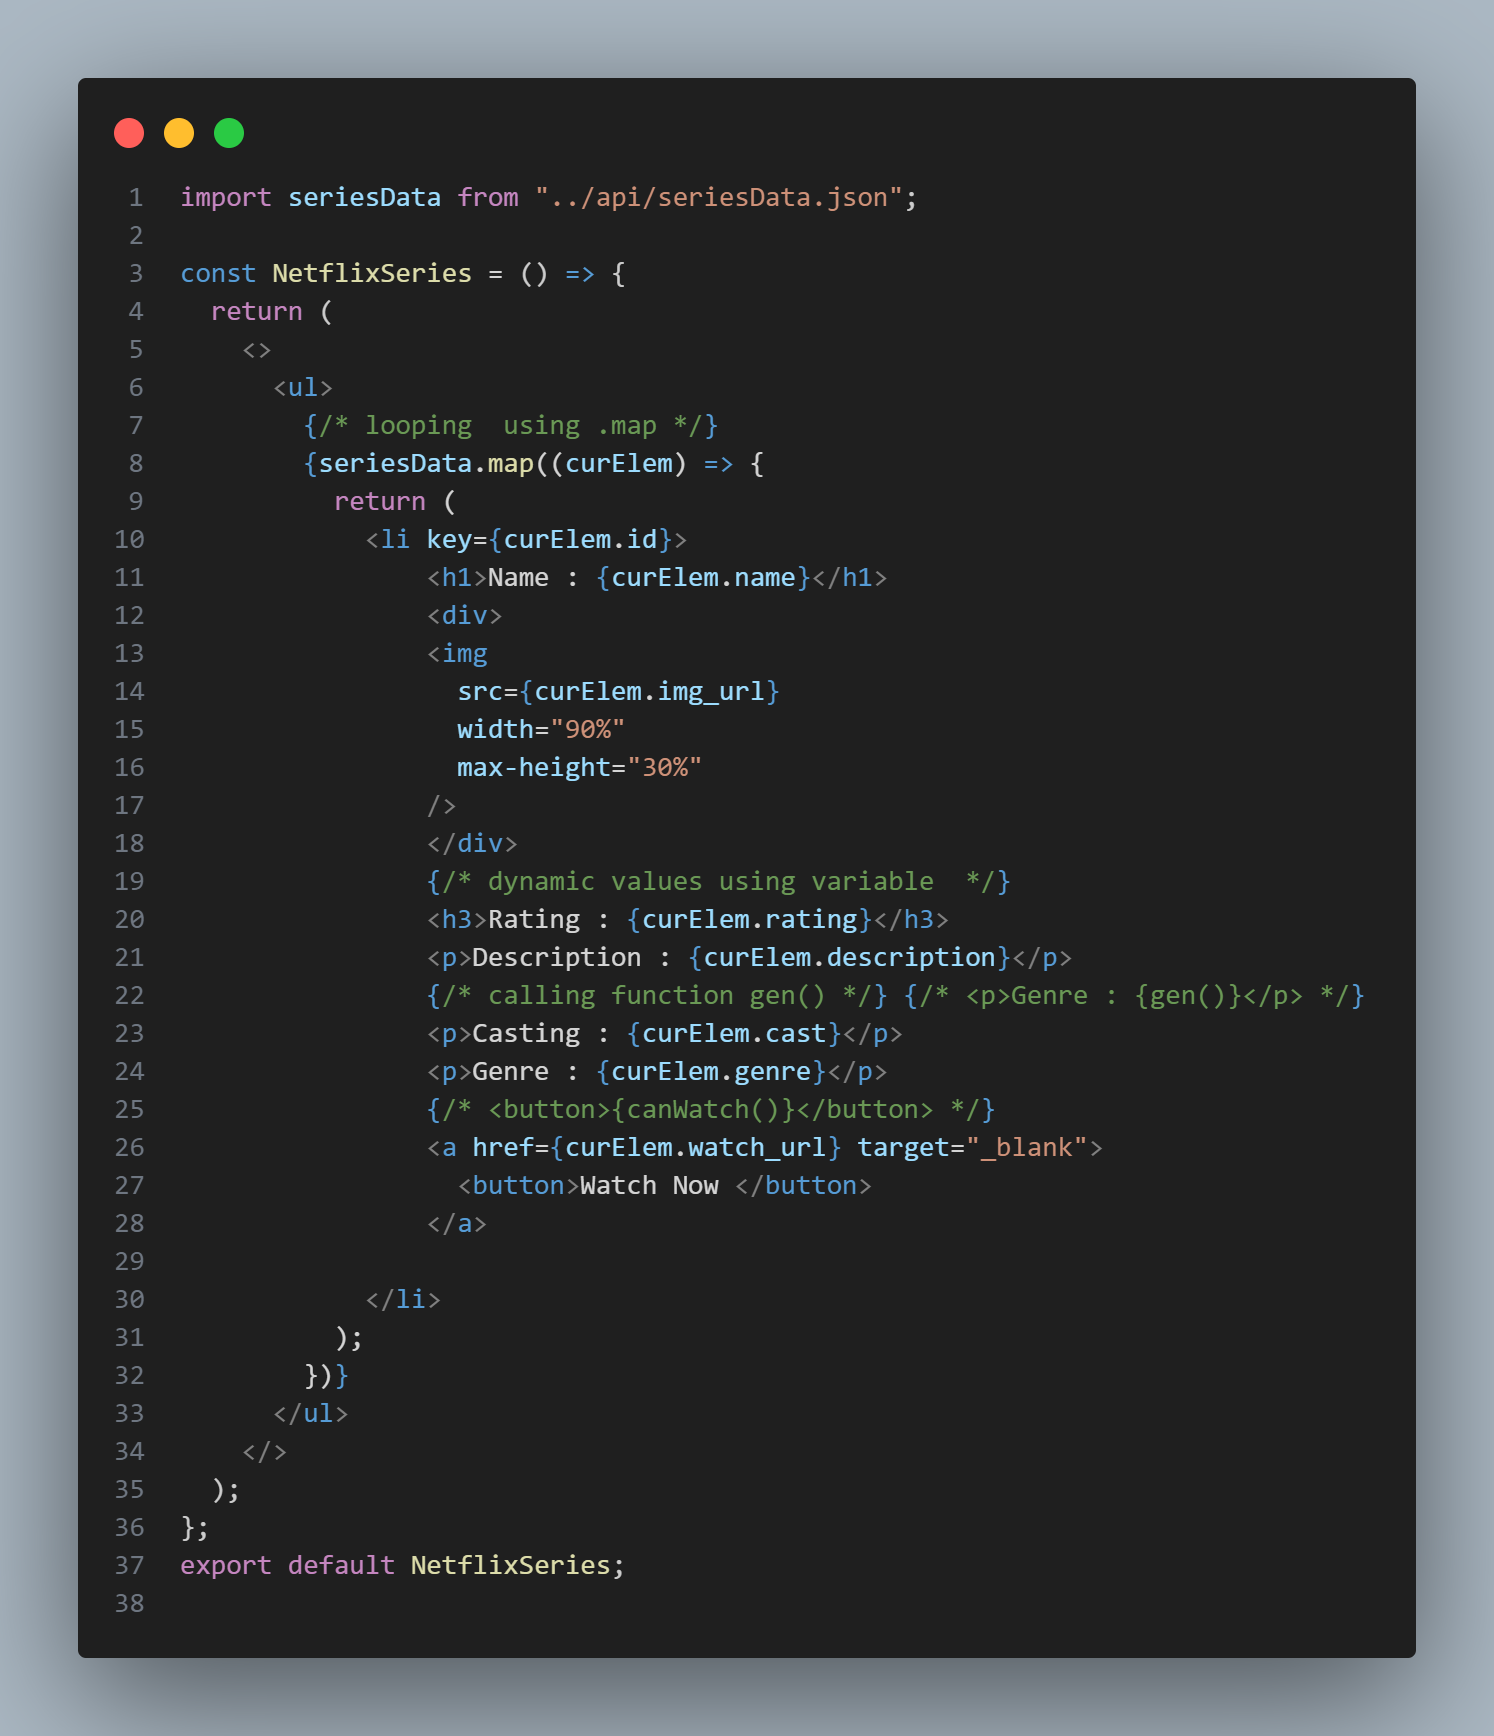 1 import seriesData from "../api/seriesData.json";
2
3 const NetflixSeries = () => {
4   return (
5     <>
6       <ul>
7         {/* looping  using .map */}
8         {seriesData.map((curElem) => {
9           return (
10             <li key={curElem.id}>
11                 <h1>Name : {curElem.name}</h1>
12                 <div>
13                 <img
14                   src={curElem.img_url}
15                   width="90%"
16                   max-height="30%"
17                 />
18                 </div>
19                 {/* dynamic values using variable  */}
20                 <h3>Rating : {curElem.rating}</h3>
21                 <p>Description : {curElem.description}</p>
22                 {/* calling function gen() */} {/* <p>Genre : {gen()}</p> */}
23                 <p>Casting : {curElem.cast}</p>
24                 <p>Genre : {curElem.genre}</p>
25                 {/* <button>{canWatch()}</button> */}
26                 <a href={curElem.watch_url} target="_blank">
27                   <button>Watch Now </button>
28                 </a>
29
30             </li>
31           );
32         })}
33       </ul>
34     </>
35   );
36 };
37 export default NetflixSeries;
38